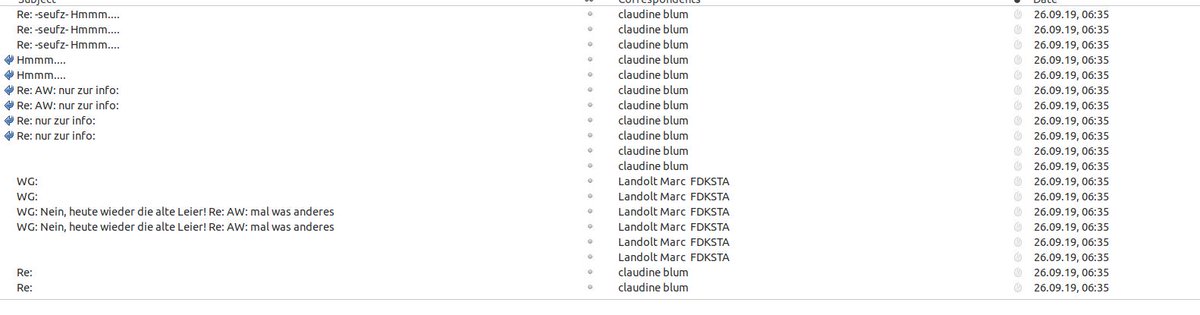 Subject Correspondents Date
Re: -seufz- Hmmm.... claudine blum 26.09.19, 06:35
Re: -seufz- Hmmm.... claudine blum 26.09.19, 06:35
Re: -seufz- Hmmm.... claudine blum 26.09.19, 06:35
Hmmm.... claudine blum 26.09.19, 06:35
Hmmm.... claudine blum 26.09.19, 06:35
Re: AW: nur zur info: claudine blum 26.09.19, 06:35
Re: AW: nur zur info: claudine blum 26.09.19, 06:35
Re: nur zur info: claudine blum 26.09.19, 06:35
Re: nur zur info: claudine blum 26.09.19, 06:35
claudine blum 26.09.19, 06:35
claudine blum 26.09.19, 06:35
WG: Landolt Marc FDKSTA 26.09.19, 06:35
WG: Landolt Marc FDKSTA 26.09.19, 06:35
WG: Nein, heute wieder die alte Leier! Re: AW: mal was anderes Landolt Marc FDKSTA 26.09.19, 06:35
WG: Nein, heute wieder die alte Leier! Re: AW: mal was anderes Landolt Marc FDKSTA 26.09.19, 06:35
Landolt Marc FDKSTA 26.09.19, 06:35
Landolt Marc FDKSTA 26.09.19, 06:35
Re: claudine blum 26.09.19, 06:35
Re: claudine blum 26.09.19, 06:35